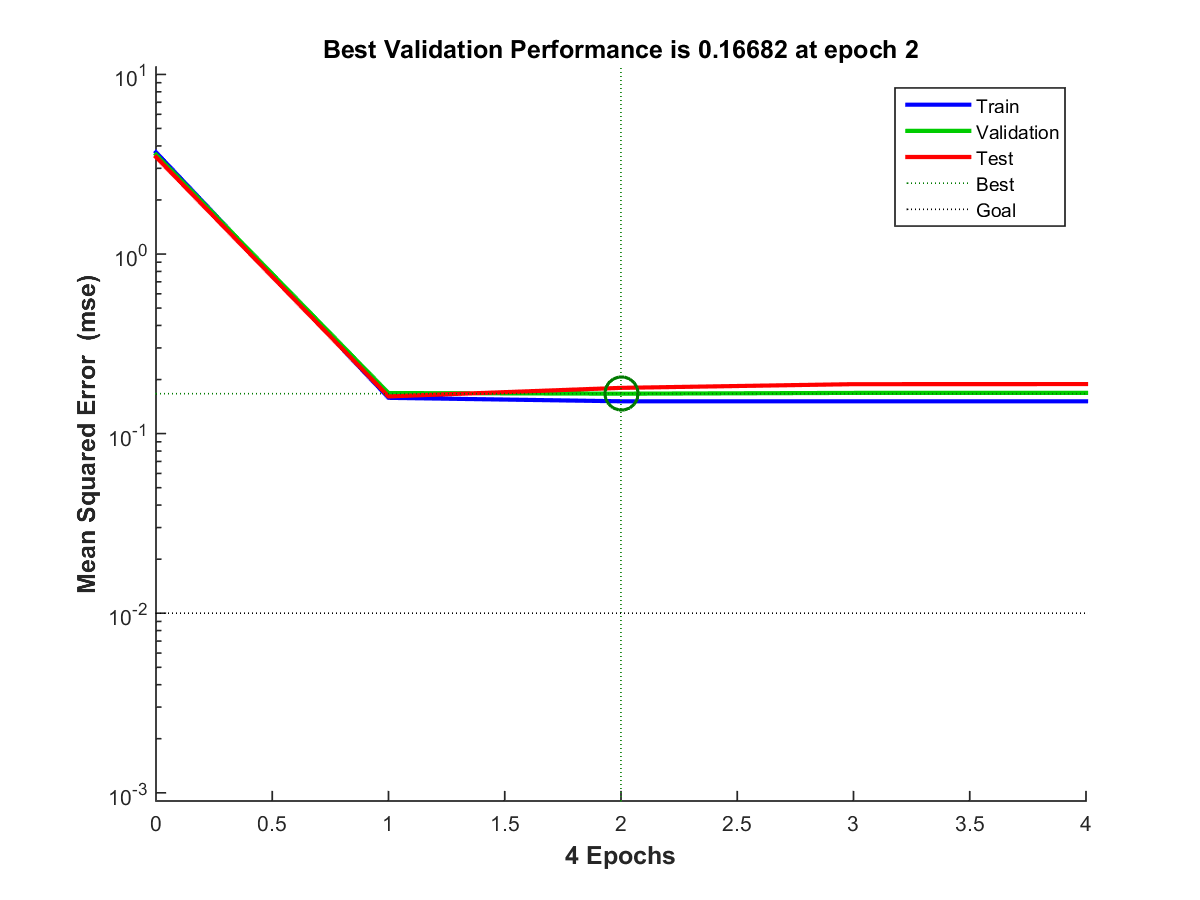 Best Validation Performance is 0.16682 at epoch 2
10^1
10^0
10^-1
10^-2
10^-3
Mean Squared Error (mse)
Train
Validation
Test
Best
Goal
0 0.5 1 1.5 2 2.5 3 3.5 4
4 Epochs